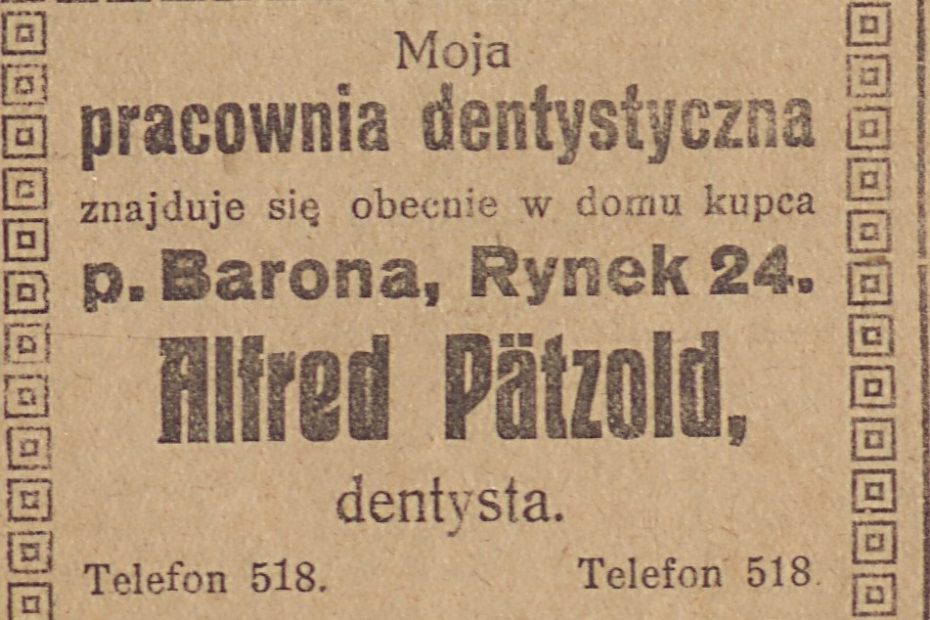 Moja
pracownia dentystyczna
znajduje się obecnie w domu kupca
p. Barona, Rynek 24.
Alfred Pätzold,
dentysta.
Telefon 518. Telefon 518.